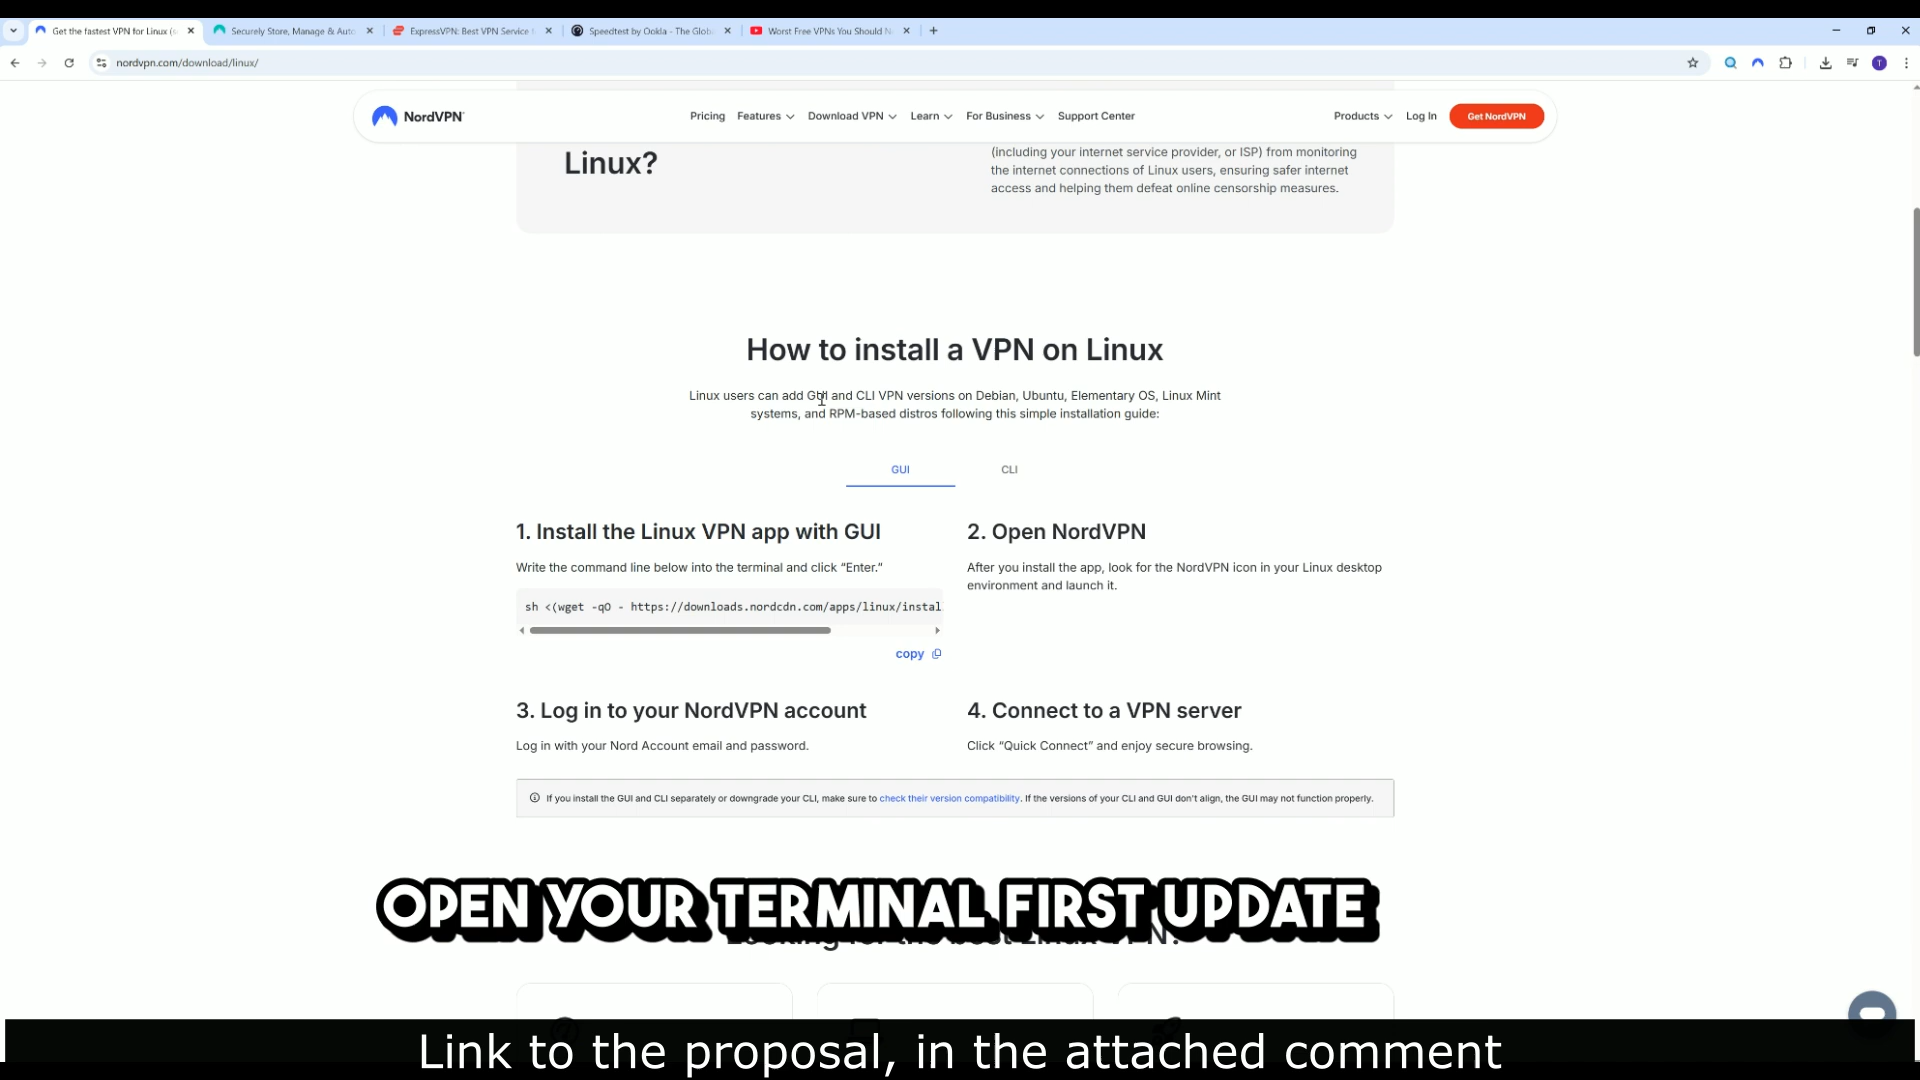 Get the fastest VPN for Linux (
Securely Store, Manage & Auto
ExpressVPN: Best VPN Service
Speedtest by Ookla - The Glob
Worst Free VPNs You Should N
nordvpn.com/download/linux/
T
NordVPN
Pricing
Features
Download VPN
Learn
For Business
Support Center
Products
Log In
Get NordVPN
Linux?
(including your internet service provider, or ISP) from monitoring
the internet connections of Linux users, ensuring safer internet
access and helping them defeat online censorship measures.
How to install a VPN on Linux
Linux users can add GUI and CLI VPN versions on Debian, Ubuntu, Elementary OS, Linux Mint
systems, and RPM-based distros following this simple installation guide:
GUI
CLI
1. Install the Linux VPN app with GUI
Write the command line below into the terminal and click “Enter.”
sh <(wget -qO - https://downloads.nordcdn.com/apps/linux/instal
copy
2. Open NordVPN
After you install the app, look for the NordVPN icon in your Linux desktop
environment and launch it.
3. Log in to your NordVPN account
Log in with your Nord Account email and password.
4. Connect to a VPN server
Click “Quick Connect” and enjoy secure browsing.
If you install the GUI and CLI separately or downgrade your CLI, make sure to check their version compatibility. If the versions of your CLI and GUI don't align, the GUI may not function properly.
OPEN YOUR TERMINAL FIRST UPDATE
Looking for the best Linux VPN?
Link to the proposal, in the attached comment